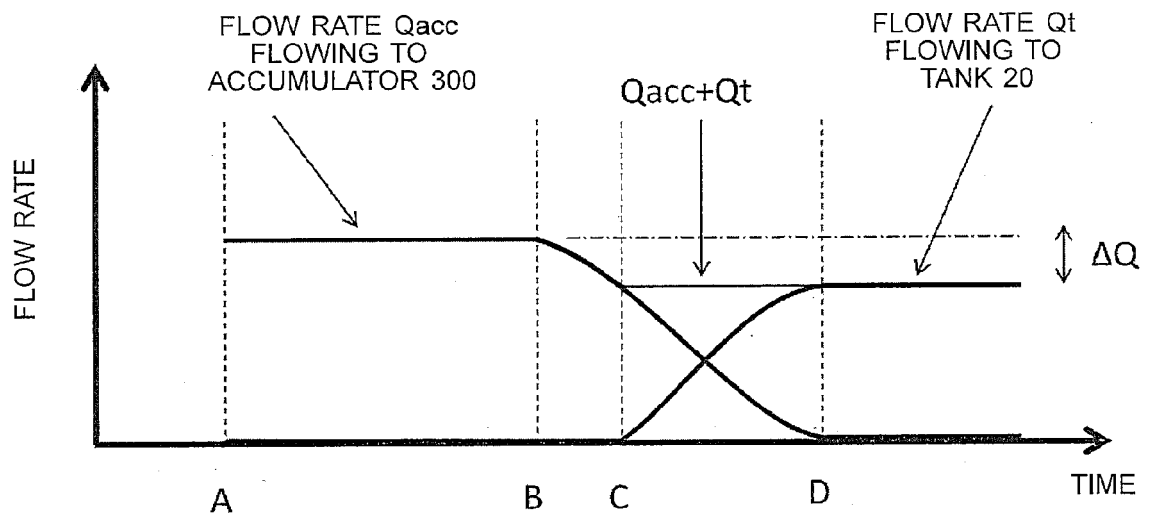 FLOW RATE Qacc
FLOWING TO
ACCUMULATOR 300
Qacc+Qt
FLOW RATE Qt
FLOWING TO
TANK 20
FLOW RATE
ΔQ
A
B
C
D
TIME